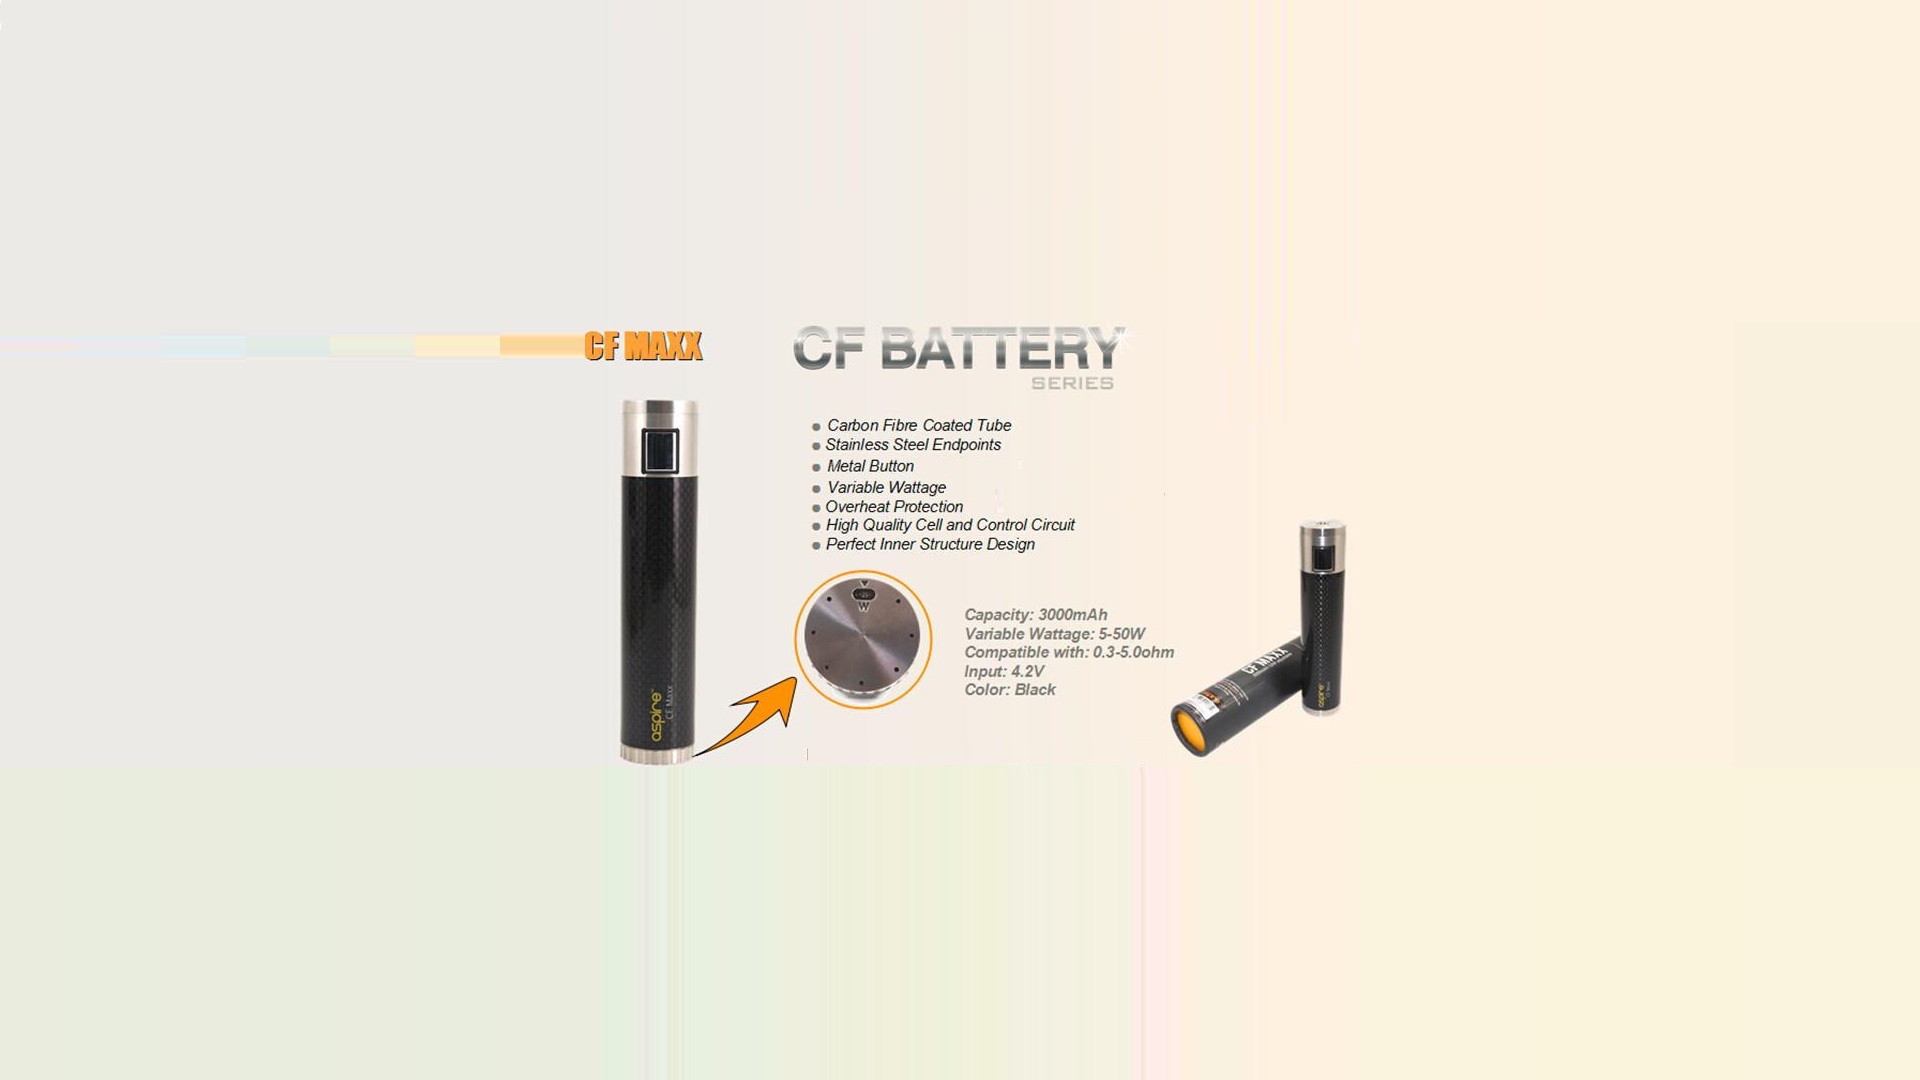 CF MAXX
CF BATTERY
SERIES
Carbon Fibre Coated Tube
Stainless Steel Endpoints
Metal Button
Variable Wattage
Overheat Protection
High Quality Cell and Control Circuit
Perfect Inner Structure Design
W
Capacity: 3000mAh
Variable Wattage: 5-50W
Compatible with: 0.3-5.0ohm
Input: 4.2V
Color: Black
aspire
CF Maxx
CF MAXX
aspire